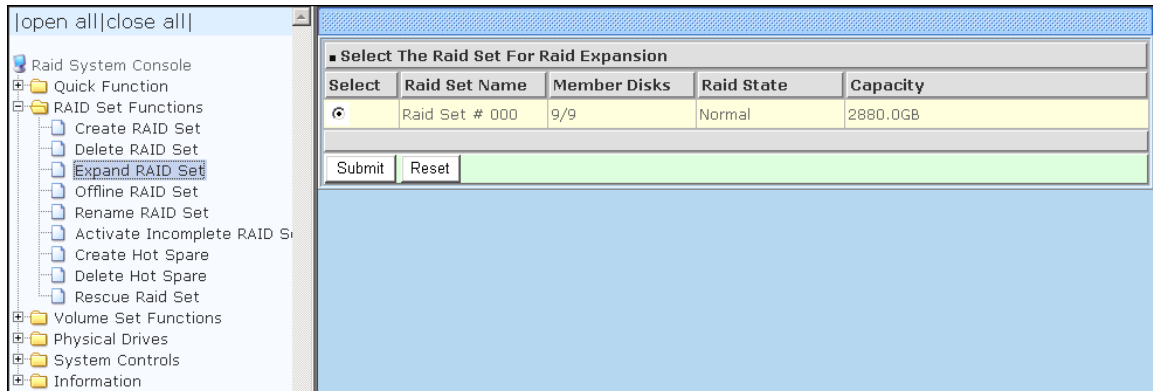 |open all|close all|
Raid System Console
Quick Function
RAID Set Functions
Create RAID Set
Delete RAID Set
Expand RAID Set
Offline RAID Set
Rename RAID Set
Activate Incomplete RAID S
Create Hot Spare
Delete Hot Spare
Rescue Raid Set
Volume Set Functions
Physical Drives
System Controls
Information
Select The Raid Set For Raid Expansion
Select Raid Set Name Member Disks Raid State Capacity
Raid Set # 000 9/9 Normal 2880.0GB
Submit Reset